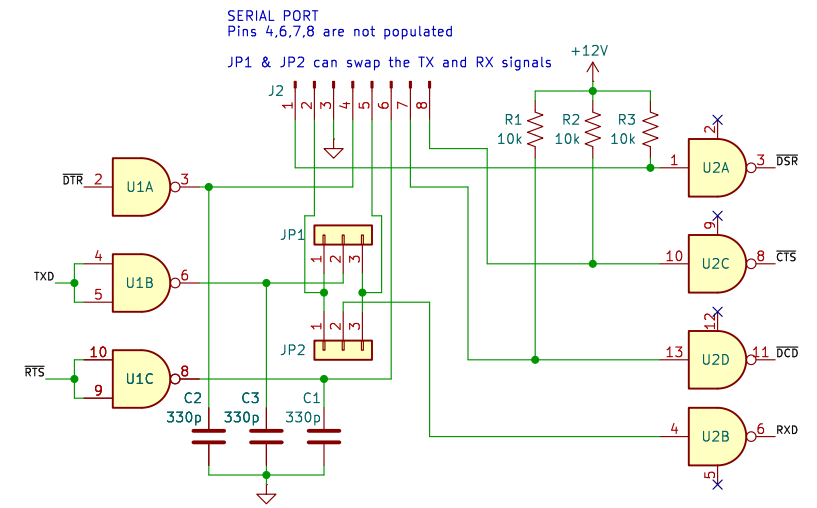 SERIAL PORT
Pins 4,6,7,8 are not populated
JP1 & JP2 can swap the TX and RX signals
+12V
J2
1
2
3
4
5
6
7
8
R1
10k
R2
10k
R3
10k
2
1
U2A
3
DSR
DTR
2
U1A
3
9
10
U2C
8
CTS
JP1
1
2
3
TXD
4
5
U1B
6
12
13
U2D
11
DCD
1
2
3
JP2
RTS
10
9
U1C
8
C2
330p
C3
330p
C1
330p
4
5
U2B
6
RXD